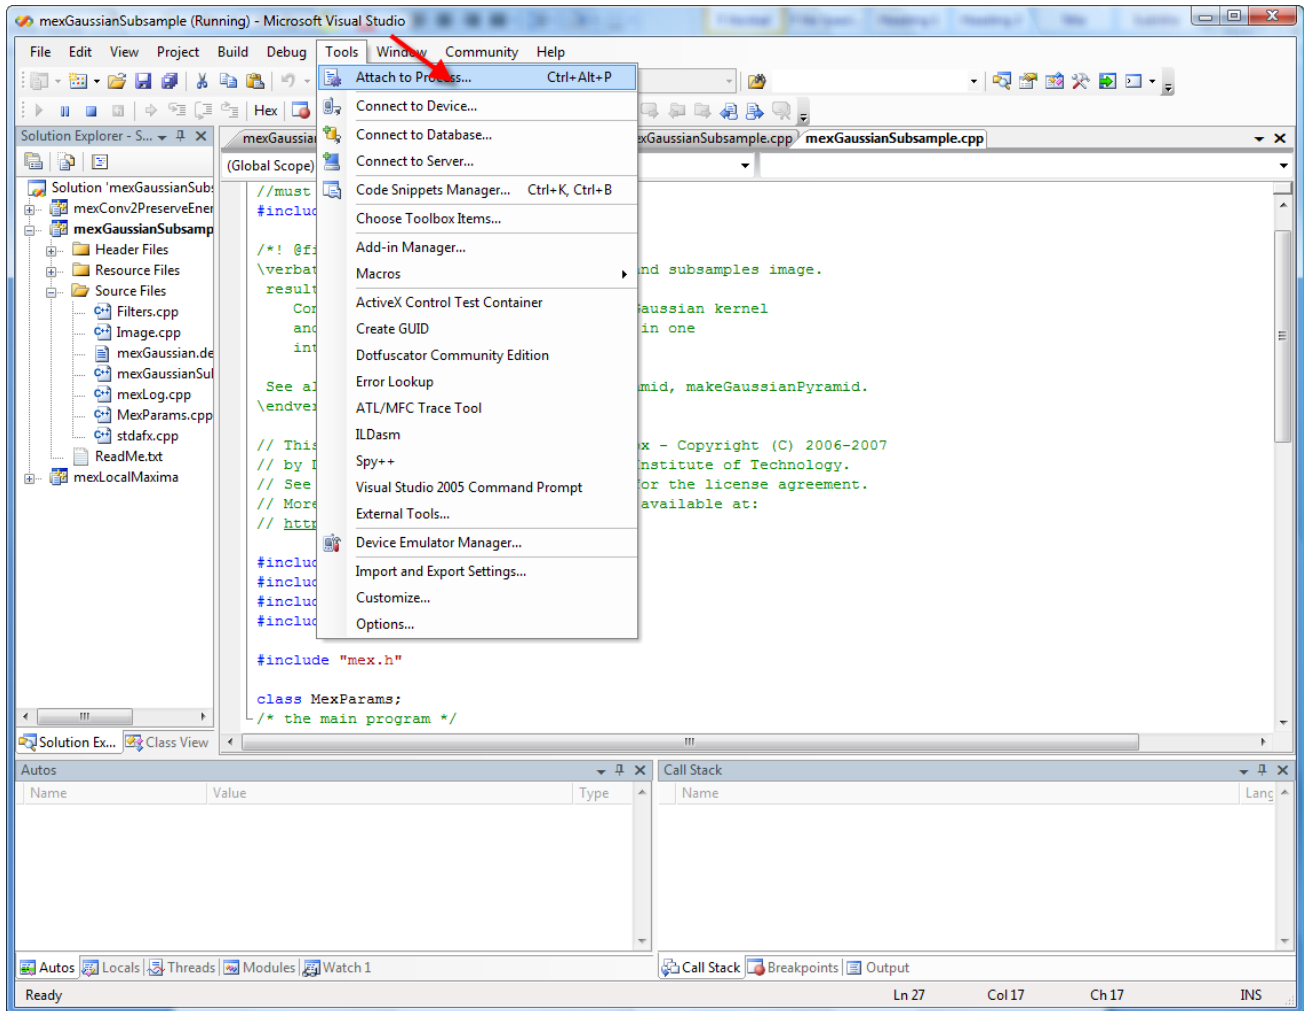 mexGaussianSubsample (Running) - Microsoft Visual Studio
File Edit View Project Build Debug Tools Window Community Help
Attach to Process... Ctrl+Alt+P
Hex
Connect to Device...
Solution Explorer - S...
Connect to Database...
mexGaussianSubsample.cpp
(Global Scope)
Connect to Server...
Solution 'mexGaussianSubs
//must
Code Snippets Manager... Ctrl+K, Ctrl+B
mexConv2PreserveEner
#includ
Choose Toolbox Items...
mexGaussianSubsamp
Header Files
/*! @fi
Add-in Manager...
Resource Files
\verbat
Macros
nd subsamples image.
Source Files
result
ActiveX Control Test Container
Filters.cpp
Con
aussian kernel
Image.cpp
and
Create GUID
in one
mexGaussian.de
int
Dotfuscator Community Edition
mexGaussianSul
Error Lookup
mexLog.cpp
See al
mid, makeGaussianPyramid.
MexParams.cpp
\endver
ATL/MFC Trace Tool
stdafx.cpp
ILDasm
ReadMe.txt
// This
x - Copyright (C) 2006-2007
mexLocalMaxima
// by
Spy++
nstitute of Technology.
// See
Visual Studio 2005 Command Prompt
or the license agreement.
// More
External Tools...
available at:
// http
Device Emulator Manager...
#includ
Import and Export Settings...
#includ
Customize...
#includ
Options...
#includ
#include "mex.h"
class MexParams;
/* the main program */
Solution Ex... Class View
Autos
Call Stack
Name Value Type
Name Lang
Autos Locals Threads Modules Watch 1
Call Stack Breakpoints Output
Ready Ln 27 Col 17 Ch 17 INS